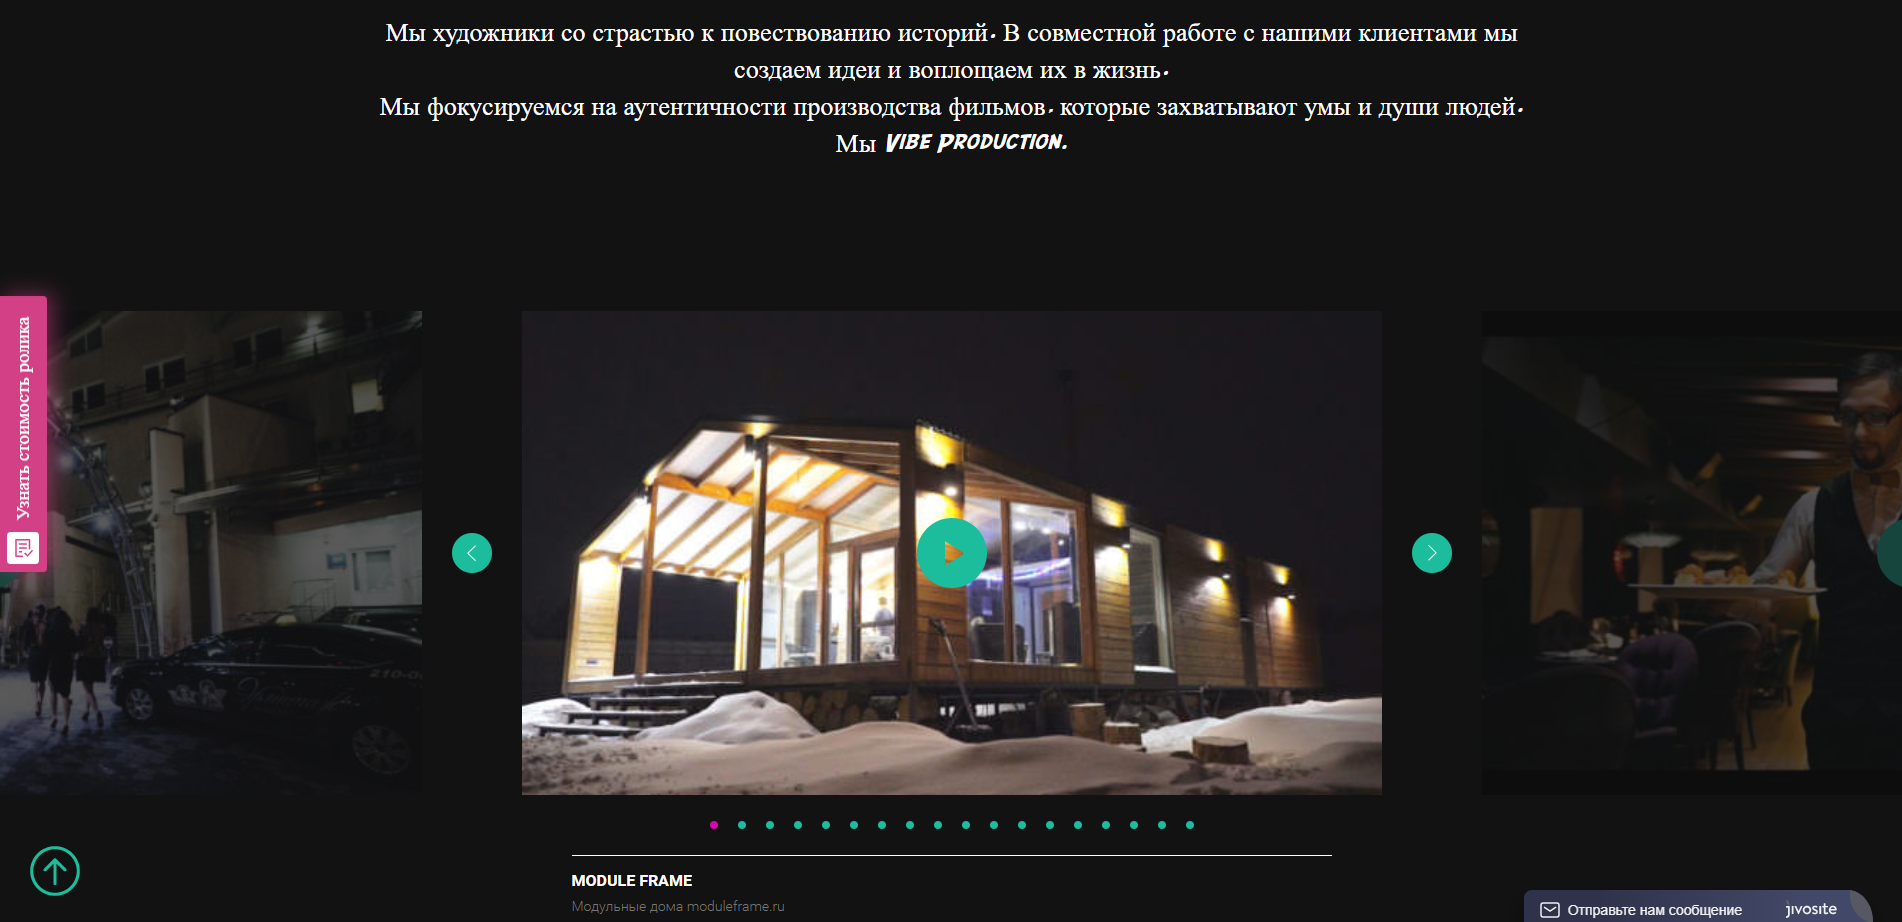 Мы художники со страстью к повествованию историй. В совместной работе с нашими клиентами мы
создаем идеи и воплощаем их в жизнь.
Мы фокусируемся на аутентичности производства фильмов, которые захватывают умы и души людей.
Мы VIBE PRODUCTION.
Узнать стоимость ролика
MODULE FRAME
Модульные дома moduleframe.ru
Отправьте нам сообщение
jivosite